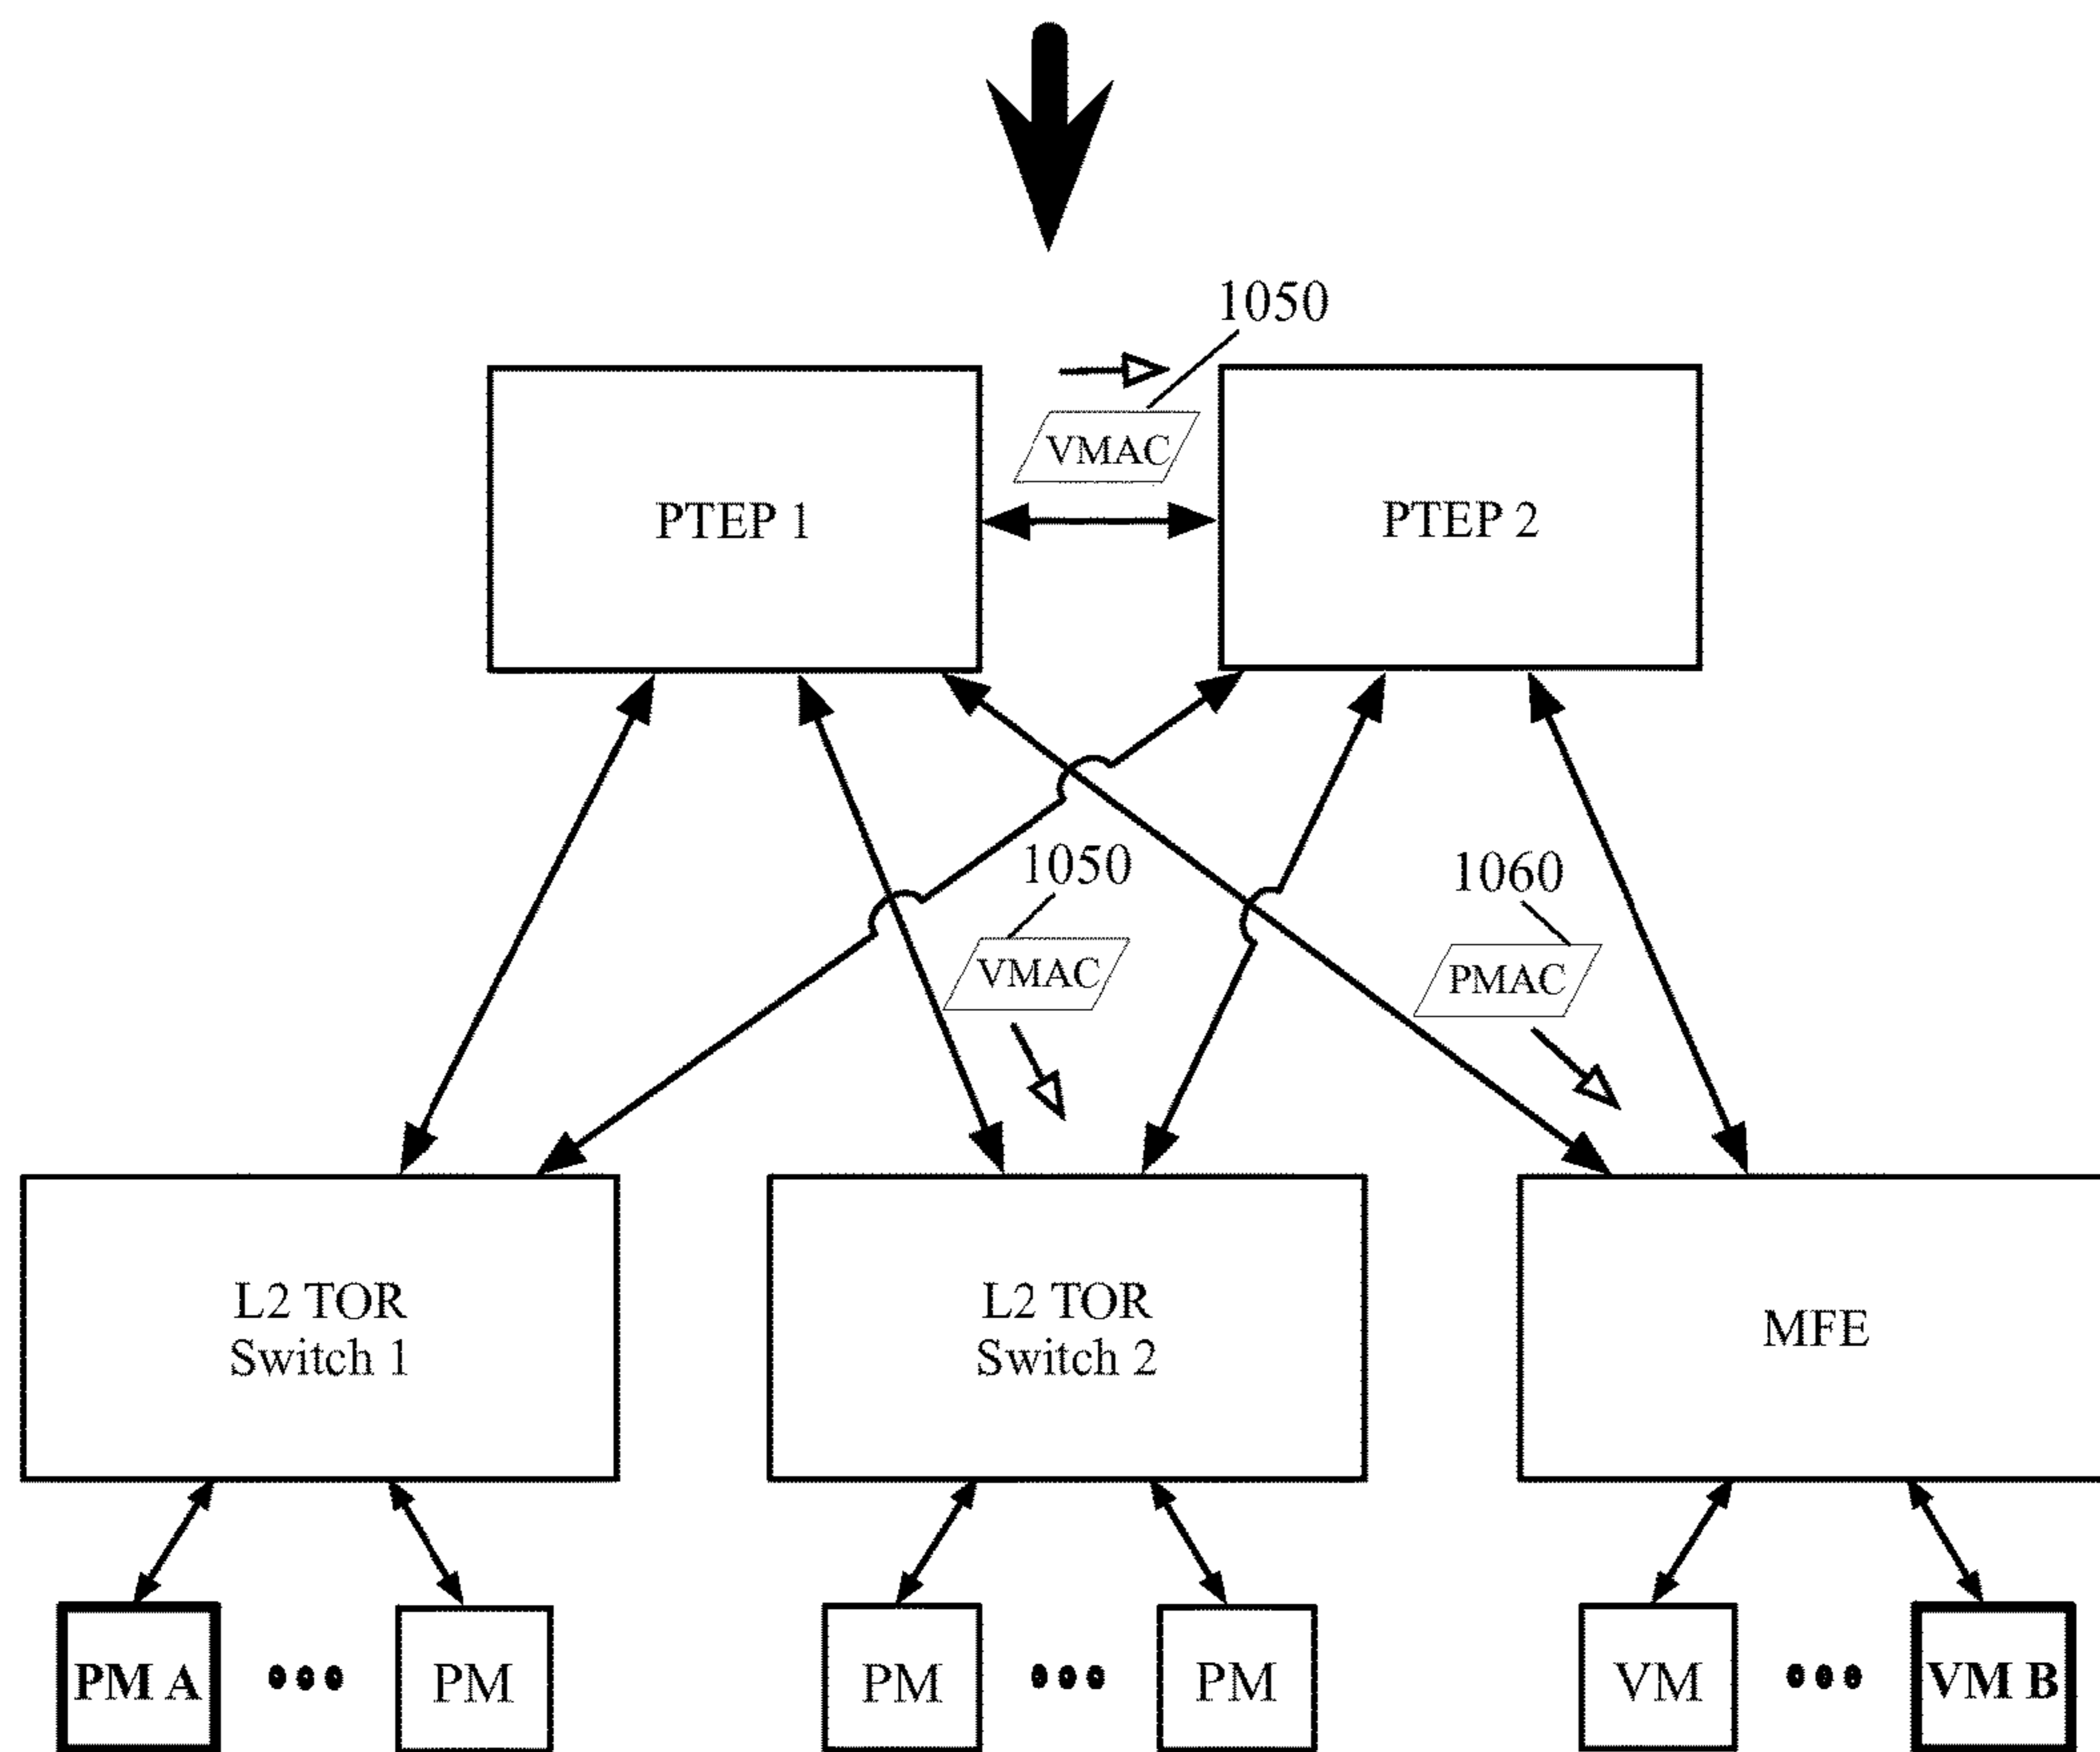 1050
VMAC
PTEP 1
PTEP 2
1050
1060
VMAC
PMAC
L2 TOR
Switch 1
L2 TOR
Switch 2
MFE
PM A
PM
PM
PM
VM
VM B